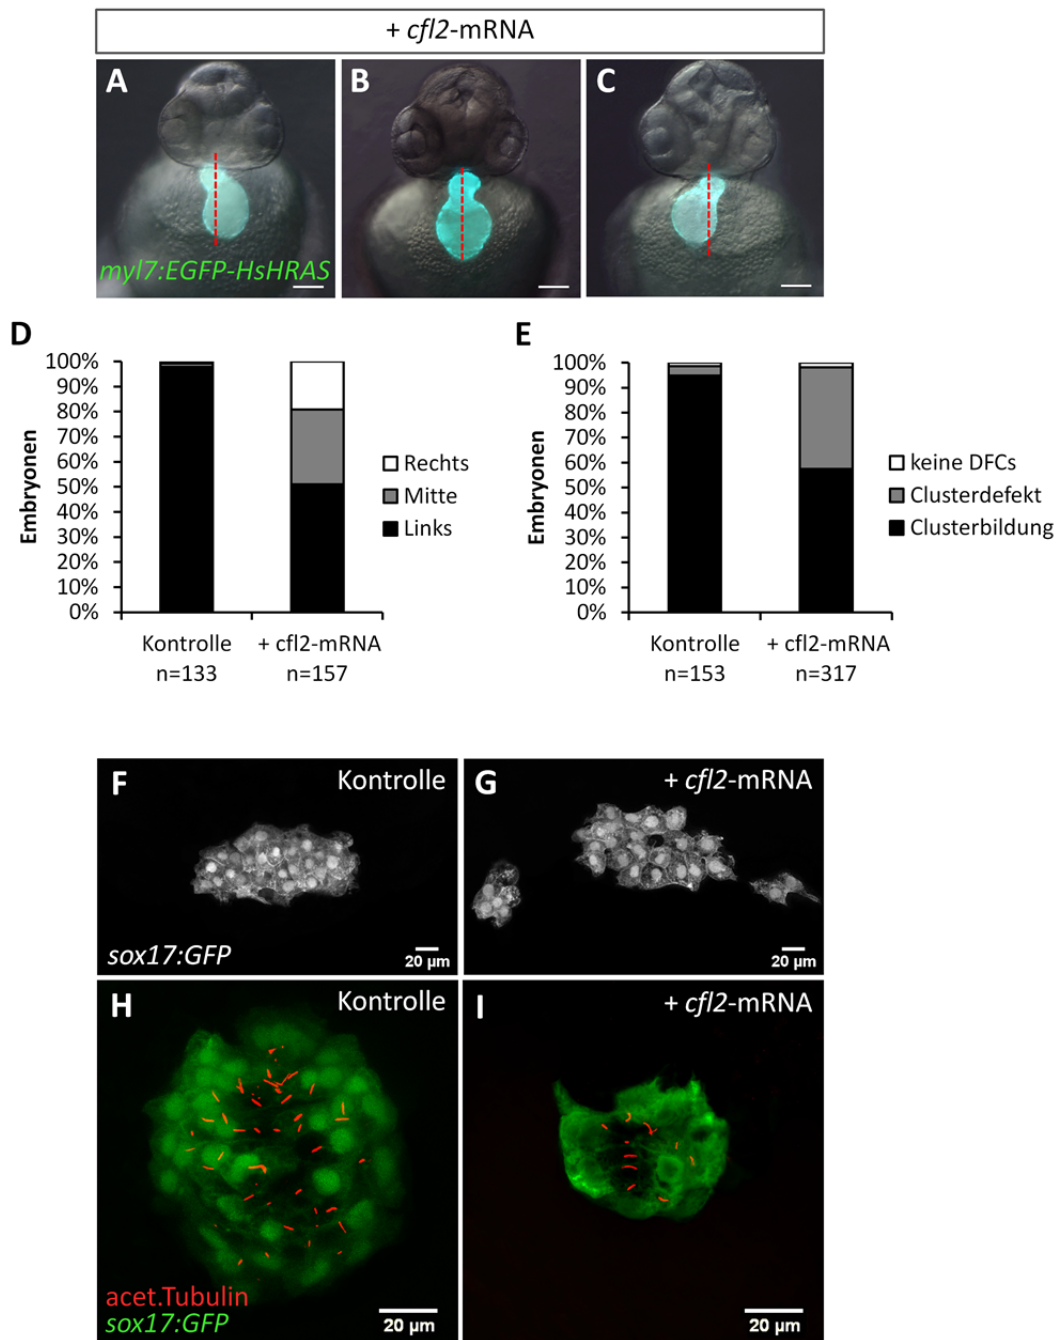 + cfl2-mRNA
A
B
C
myl7:EGFP-HsHRAS
D
100%
90%
80%
70%
60%
50%
40%
30%
20%
10%
0%
Embryonen
Rechts
Mitte
Links
Kontrolle
n=133
+ cfl2-mRNA
n=157
E
100%
90%
80%
70%
60%
50%
40%
30%
20%
10%
0%
Embryonen
keine DFCs
Clusterdefekt
Clusterbildung
Kontrolle
n=153
+ cfl2-mRNA
n=317
F
Kontrolle
sox17:GFP
20 µm
G
+ cfl2-mRNA
20 µm
H
Kontrolle
acet.Tubulin
sox17:GFP
20 µm
I
+ cfl2-mRNA
20 µm